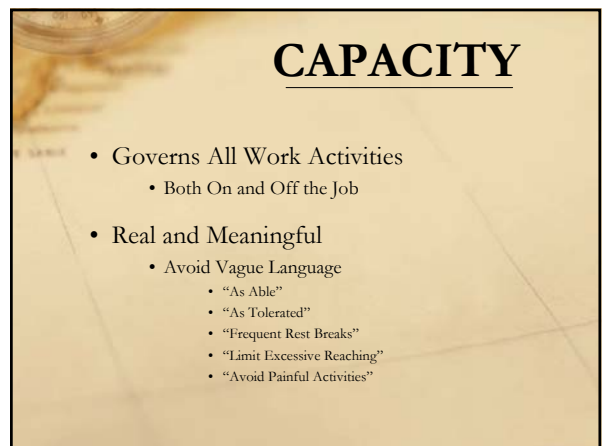 CAPACITY
• Governs All Work Activities
• Both On and Off the Job
• Real and Meaningful
• Avoid Vague Language
• “As Able”
• “As Tolerated”
• “Frequent Rest Breaks”
• “Limit Excessive Reaching”
• “Avoid Painful Activities”